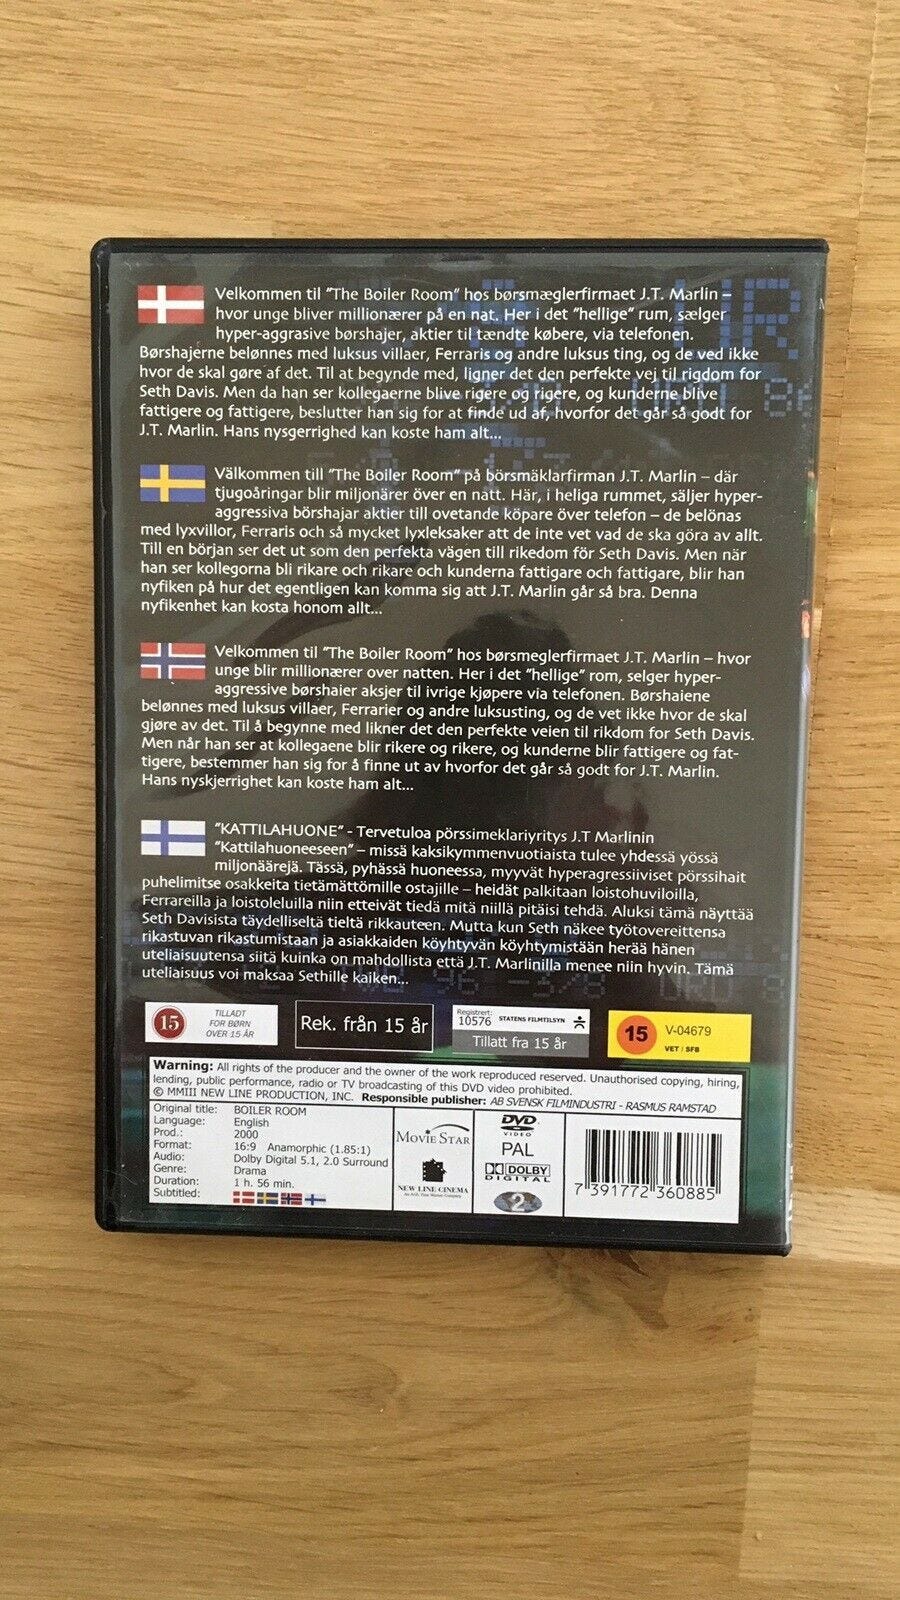 Velkommen til "The Boiler Room" hos børsmæglerfirmaet J.T. Marlin –
hvor unge bliver millionærer på en nat. Her i det "hellige" rum, sælger
hyper-aggrasive børshajer, aktier til tændte købere, via telefonen.
Børshajerne belønnes med luksus villaer, Ferraris og andre luksus ting, og de ved ikke
hvor de skal gøre af det. Til at begynde med, ligner det den perfekte vej til rigdom for
Seth Davis. Men da han ser kollegaerne blive rigere og rigere, og kunderne blive
fattigere og fattigere, beslutter han sig for at finde ud af, hvorfor det går så godt for
J.T. Marlin. Hans nysgerrighed kan koste ham alt...
Välkommen till "The Boiler Room" på börsmäklarfirman J.T. Marlin – där
tjugoåringar blir miljonärer över en natt. Här, i heliga rummet, säljer hyper-
aggressiva börshajar aktier till ovetande köpare över telefon – de belönas
med lyxvillor, Ferraris och så mycket lyxleksaker att de inte vet vad de ska göra av allt.
Till en början ser det ut som den perfekta vägen till rikedom för Seth Davis. Men när
han ser kollegorna bli rikare och rikare och kunderna fattigare och fattigare, blir han
nyfiken på hur det egentligen kan komma sig att J.T. Marlin går så bra. Denna
nyfikenhet kan kosta honom allt...
Velkommen til "The Boiler Room" hos børsmeglerfirmaet J.T. Marlin – hvor
unge blir millionærer over natten. Her i det "hellige" rom, selger hyper-
aggressive børshaier aksjer til ivrige kjøpere via telefonen. Børshaiene
belønnes med luksus villaer, Ferrarier og andre luksusting, og de vet ikke hvor de skal
gjøre av det. Til å begynne med likner det den perfekte veien til rikdom for Seth Davis.
Men når han ser at kollegaene blir rikere og rikere, og kunderne blir fattigere og fat-
tigere, bestemmer han sig for å finne ut av hvorfor det går så godt for J.T. Marlin.
Hans nyskjerrighet kan koste ham alt...
"KATTILAHUONE" - Tervetuloa pörssimeklariyritys J.T Marlinin
"Kattilahuoneeseen" – missä kaksikymmenvuotiaista tulee yhdessä yössä
miljonäärejä. Tässä, pyhässä huoneessa, myyvät hyperagressiiviset pörssihait
puhelimitse osakkeita tietämättömille ostajille – heidät palkitaan loistohuviloilla,
Ferrareilla ja loistoleluilla niin etteivät tiedä mitä niillä pitäisi tehdä. Aluksi tämä näyttää
Seth Davisista täydelliseltä tieltä rikkauteen. Mutta kun Seth näkee työtovereittensa
rikastuvan rikastumistaan ja asiakkaiden köyhtyvän köyhtymistään herää hänen
uteliaisuutensa siitä kuinka on mahdollista että J.T. Marlinilla menee niin hyvin. Tämä
uteliaisuus voi maksaa Sethille kaiken...
15 TILLADT
FOR BØRN
OVER 15 ÅR
Rek. från 15 år
Registrert:
10576 STATENS FILMTILSYN
Tillatt fra 15 år
15 V-04679
VET / SFB
Warning: All rights of the producer and the owner of the work reproduced reserved. Unauthorised copying, hiring,
lending, public performance, radio or TV broadcasting of this DVD video prohibited.
© MMIII NEW LINE PRODUCTION, INC. Responsible publisher: AB SVENSK FILMINDUSTRI - RASMUS RAMSTAD
Original title: BOILER ROOM
Language: English
Prod.: 2000
Format: 16:9 Anamorphic (1.85:1)
Audio: Dolby Digital 5.1, 2.0 Surround
Genre: Drama
Duration: 1 h. 56 min.
Subtitled:
MOVIE STAR
NEW LINE CINEMA
DVD
VIDEO
PAL
DOLBY
DIGITAL
2
7 391772 360885